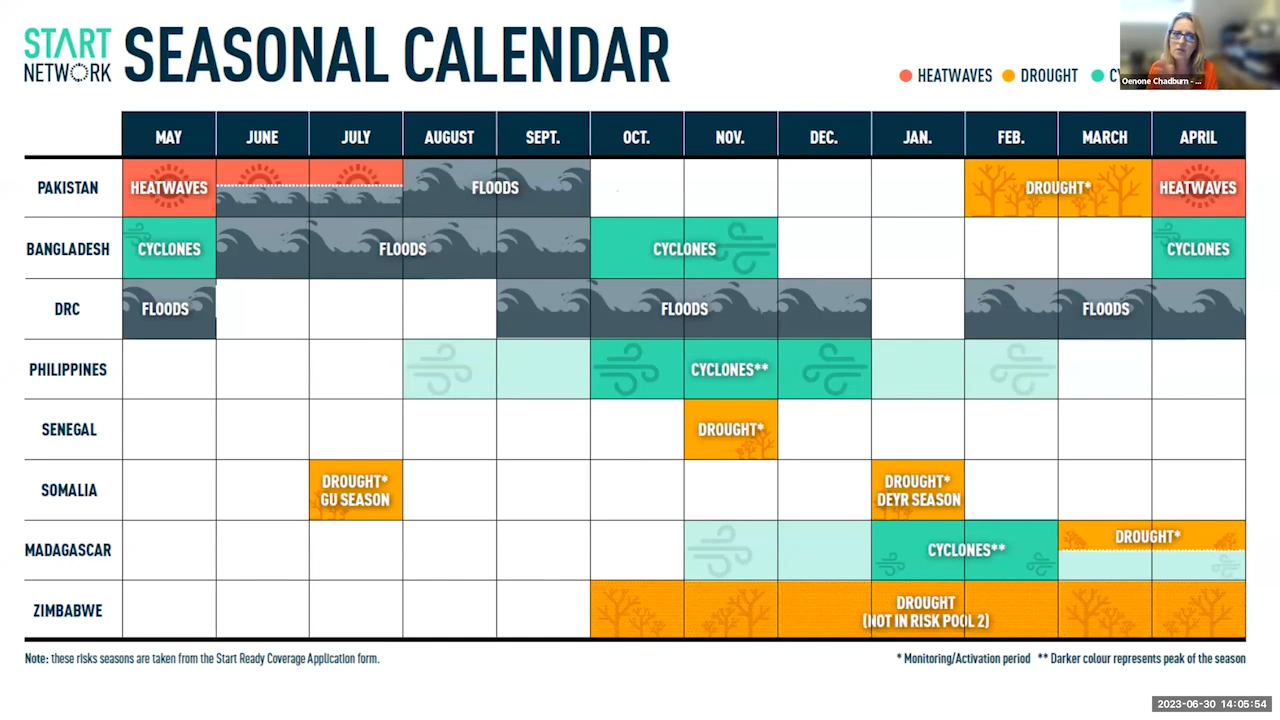 START
NETWORK
SEASONAL CALENDAR
HEATWAVES DROUGHT
Oenone Chadburn - ...
MAY JUNE JULY AUGUST SEPT. OCT. NOV. DEC. JAN. FEB. MARCH APRIL
PAKISTAN HEATWAVES FLOODS DROUGHT* HEATWAVES
BANGLADESH CYCLONES FLOODS CYCLONES CYCLONES
DRC FLOODS FLOODS FLOODS
PHILIPPINES CYCLONES**
SENEGAL DROUGHT*
SOMALIA DROUGHT* GU SEASON DROUGHT* DEYR SEASON
MADAGASCAR CYCLONES** DROUGHT*
ZIMBABWE DROUGHT (NOT IN RISK POOL 2)
Note: these risks seasons are taken from the Start Ready Coverage Application form.
* Monitoring/Activation period ** Darker colour represents peak of the season
2023-06-30 14:05:54